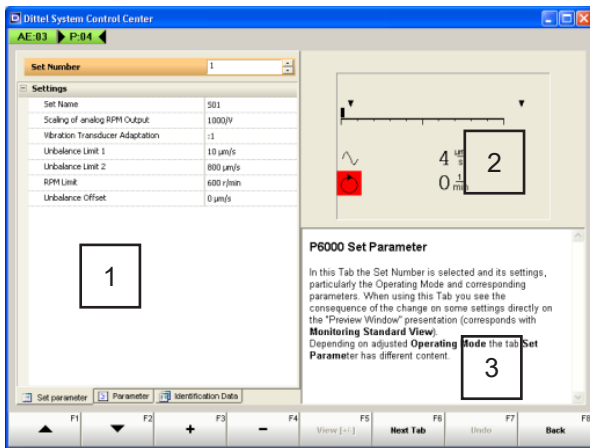 Dittel System Control Center
AE:03 P:04
Set Number 1
Settings
Set Name S01
Scaling of analog RPM Output 1000/V
Vibration Transducer Adaptation :1
Unbalance Limit 1 10 µm/s
Unbalance Limit 2 800 µm/s
RPM Limit 600 r/min
Unbalance Offset 0 µm/s
1
4 µm
s
2
0 1
min
P6000 Set Parameter
In this Tab the Set Number is selected and its settings,
particularly the Operating Mode and corresponding
parameters. When using this Tab you see the
consequence of the change on some settings directly on
the "Preview Window" presentation (corresponds with
Monitoring Standard View).
Depending on adjusted Operating Mode the tab Set
Parameter has different content.
3
Set parameter Parameter Identification Data
F1 F2 F3 F4 F5 F6 F7 F8
+ - View [+/-] Next Tab Undo Back